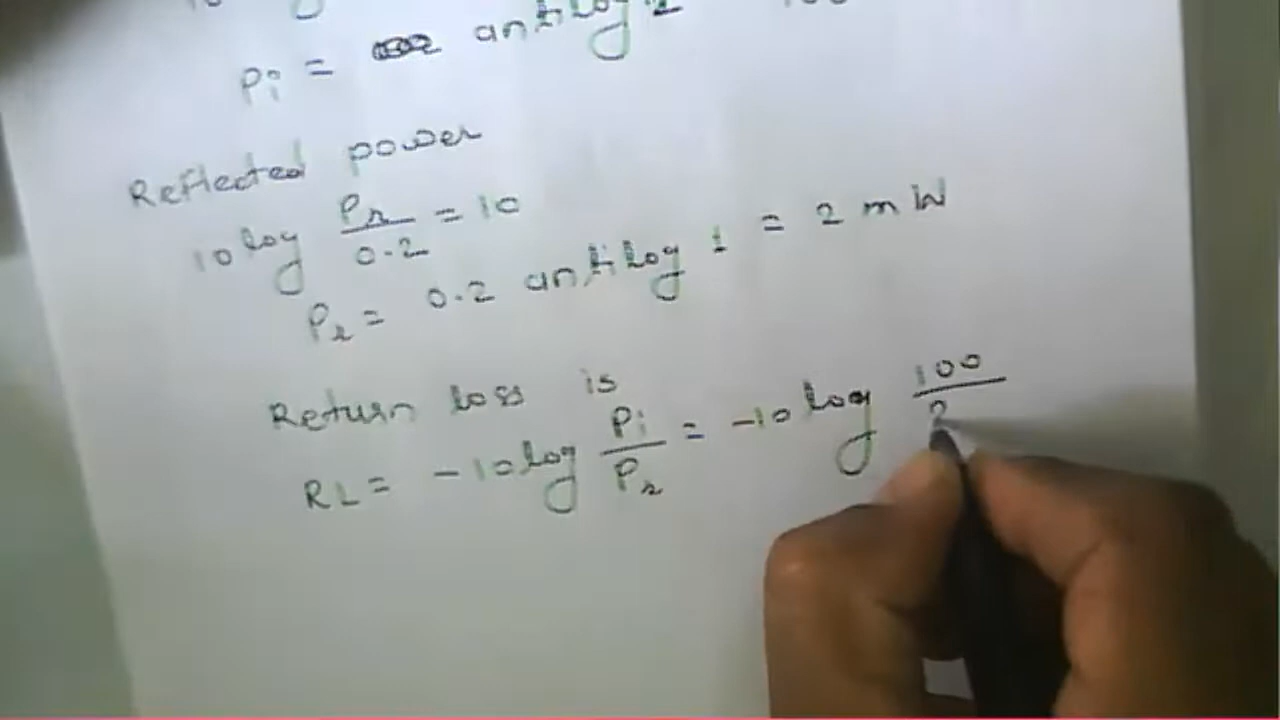 Pi = antilog 2
Reflected power
10 log Pr/0.2 = 10
Pr = 0.2 antilog 1 = 2 mW
Return loss is
RL = -10 log Pi/Pr = -10 log 100/2